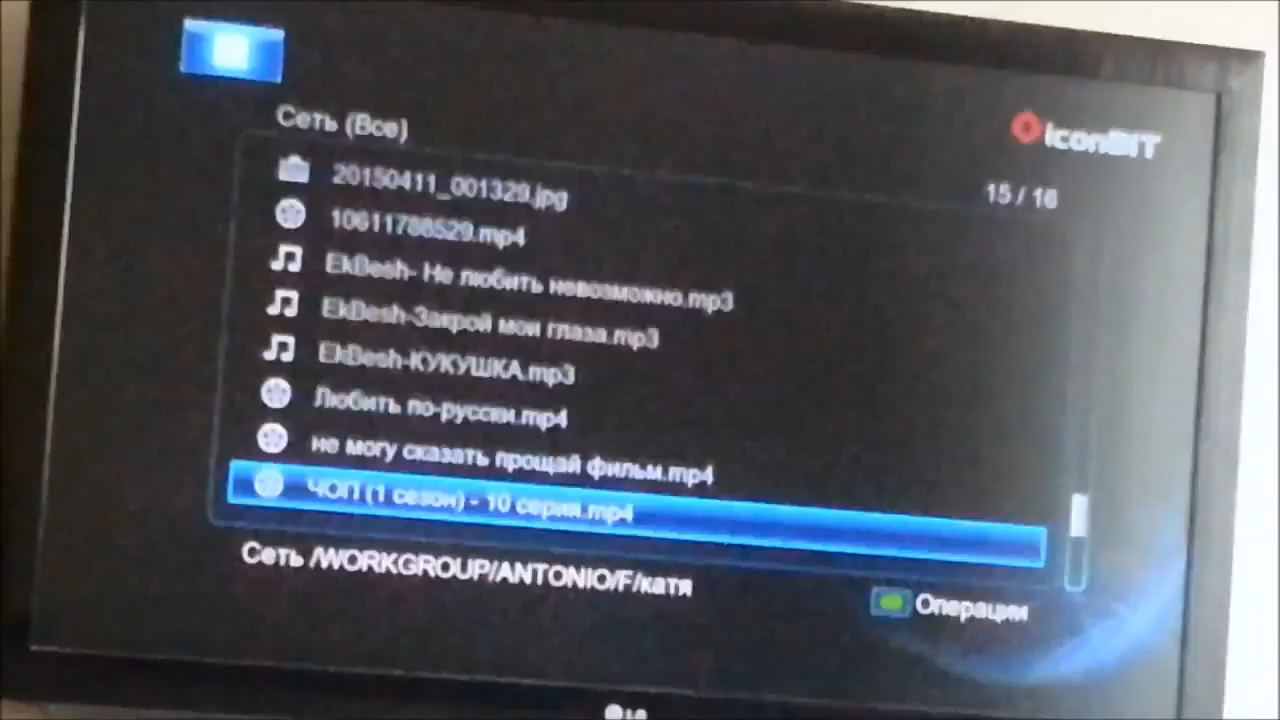 Сеть (Все)
iconBIT
15 / 16
20150411_001329.jpg
10611788529.mp4
EkBesh- Не любить невозможно.mp3
EkBesh-Закрой мои глаза.mp3
EkBesh-КУКУШКА.mp3
Любить по-русски.mp4
не могу сказать прощай фильм.mp4
ЧОП (1 сезон) - 10 серия.mp4
Сеть /WORKGROUP/ANTONIO/F/катя
Операции
LG